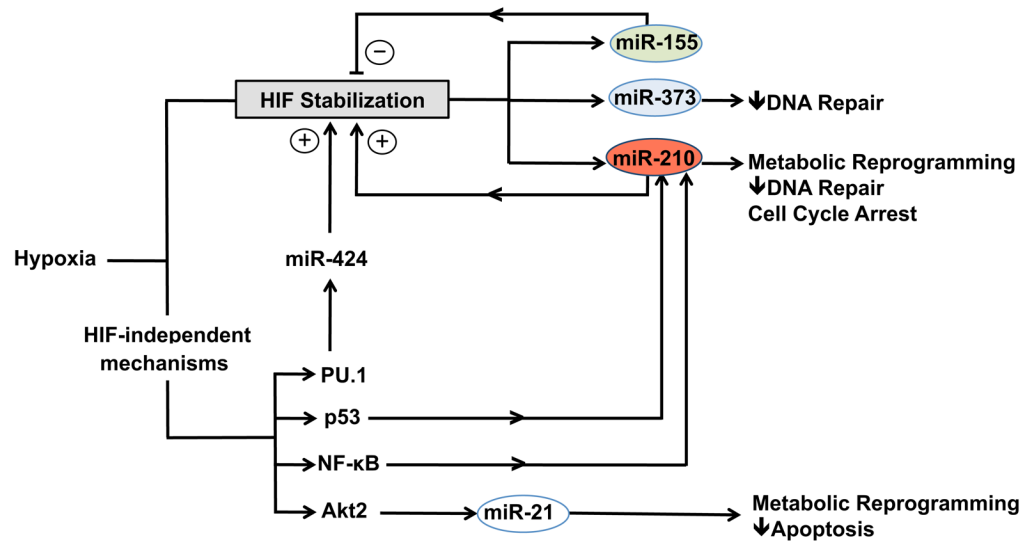 miR-155
−
HIF Stabilization
miR-373
🡳DNA Repair
+
+
miR-210
Metabolic Reprogramming
🡳DNA Repair
Cell Cycle Arrest
Hypoxia
miR-424
HIF-independent
mechanisms
PU.1
p53
NF-κB
Akt2
miR-21
Metabolic Reprogramming
🡳Apoptosis